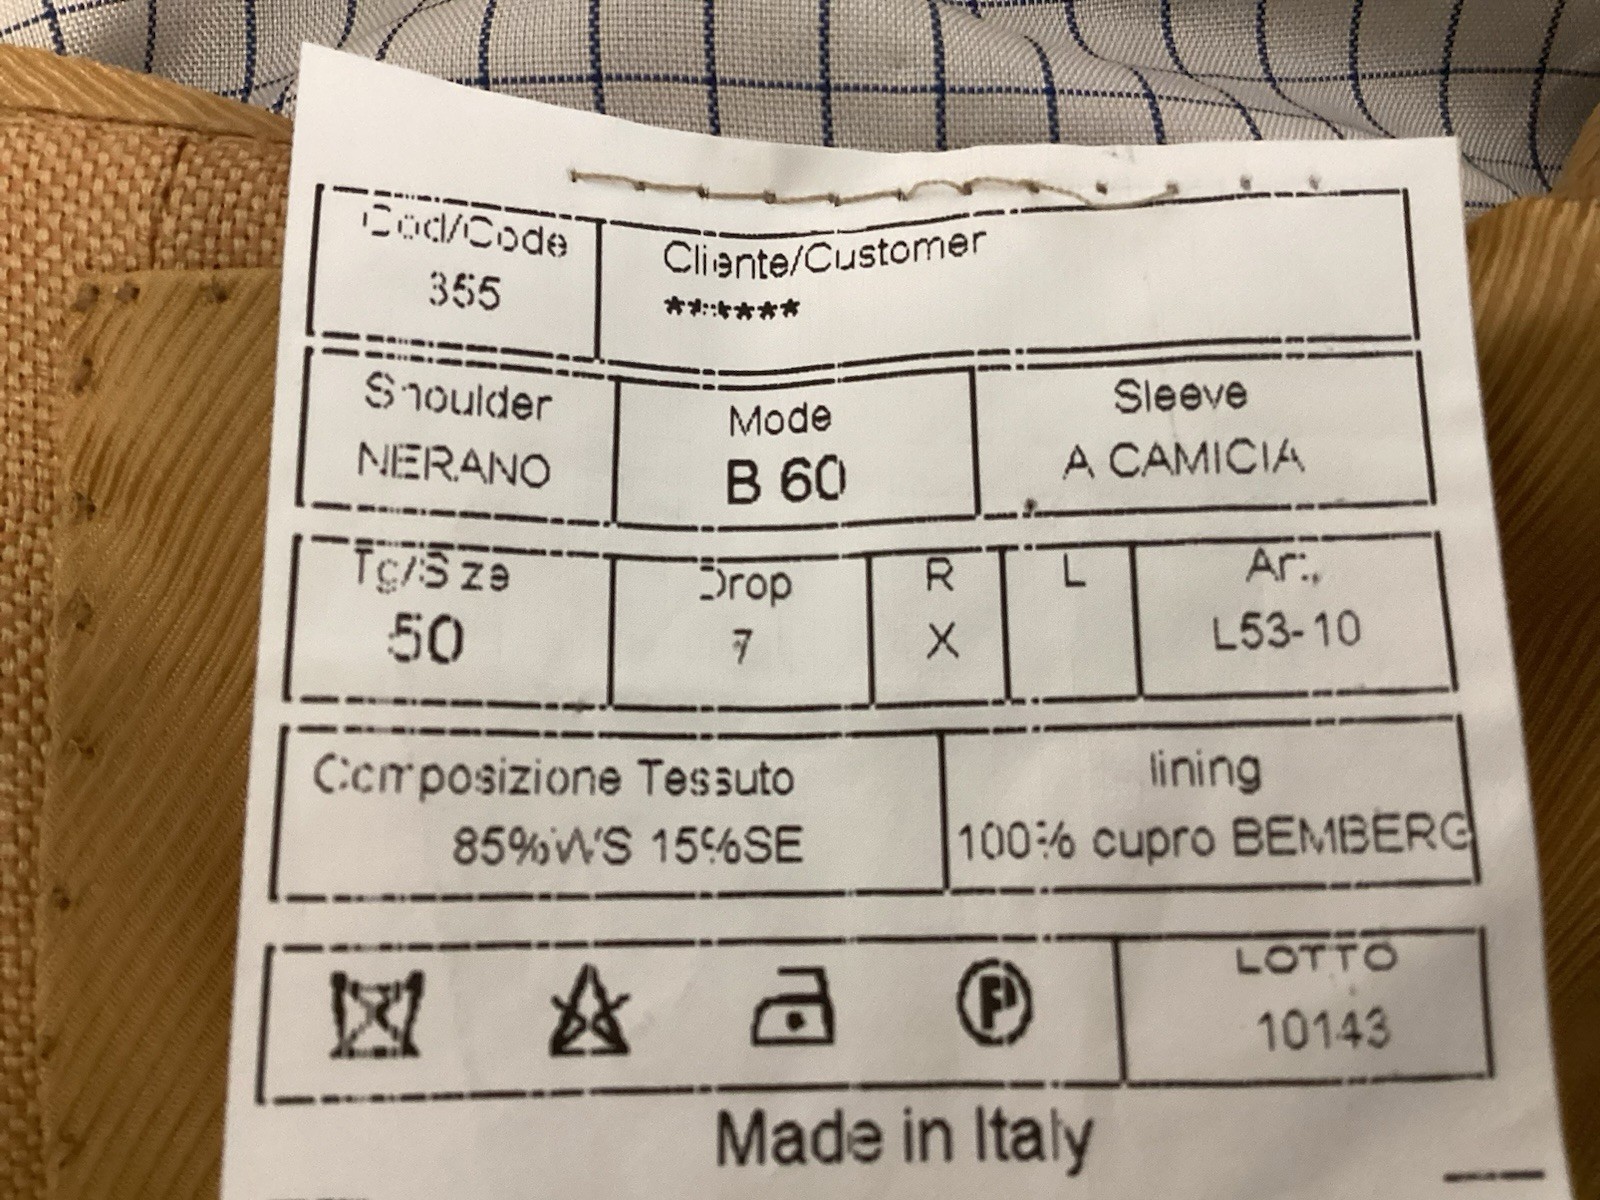 Cod/Code
355
Cliente/Customer
*******
Shoulder
NERANO
Mode
B 60
Sleeve
A CAMICIA
Tg/Size
50
Drop
7
R
X
L
Art.
L53-10
Composizione Tessuto
85%WS 15%SE
lining
100% cupro BEMBERG
P
LOTTO
10143
Made in Italy